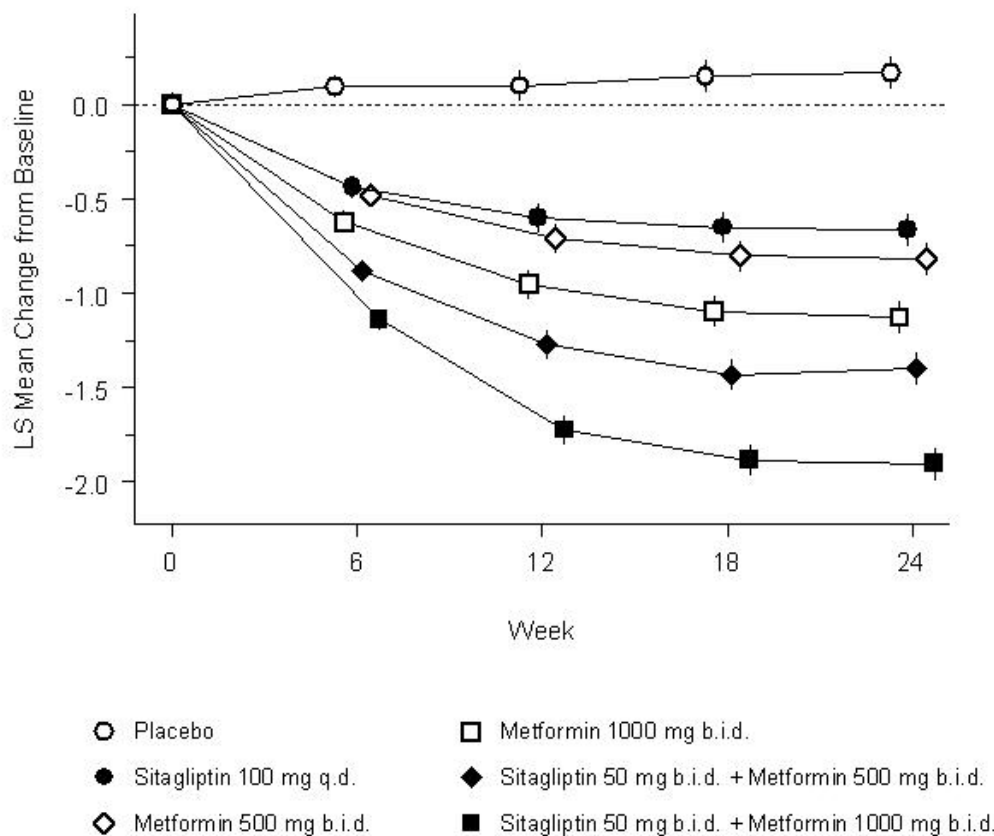 LS Mean Change from Baseline
0.0
-0.5
-1.0
-1.5
-2.0
0 6 12 18 24
Week
Placebo
Metformin 1000 mg b.i.d.
Sitagliptin 100 mg q.d.
Sitagliptin 50 mg b.i.d. + Metformin 500 mg b.i.d.
Metformin 500 mg b.i.d.
Sitagliptin 50 mg b.i.d. + Metformin 1000 mg b.i.d.